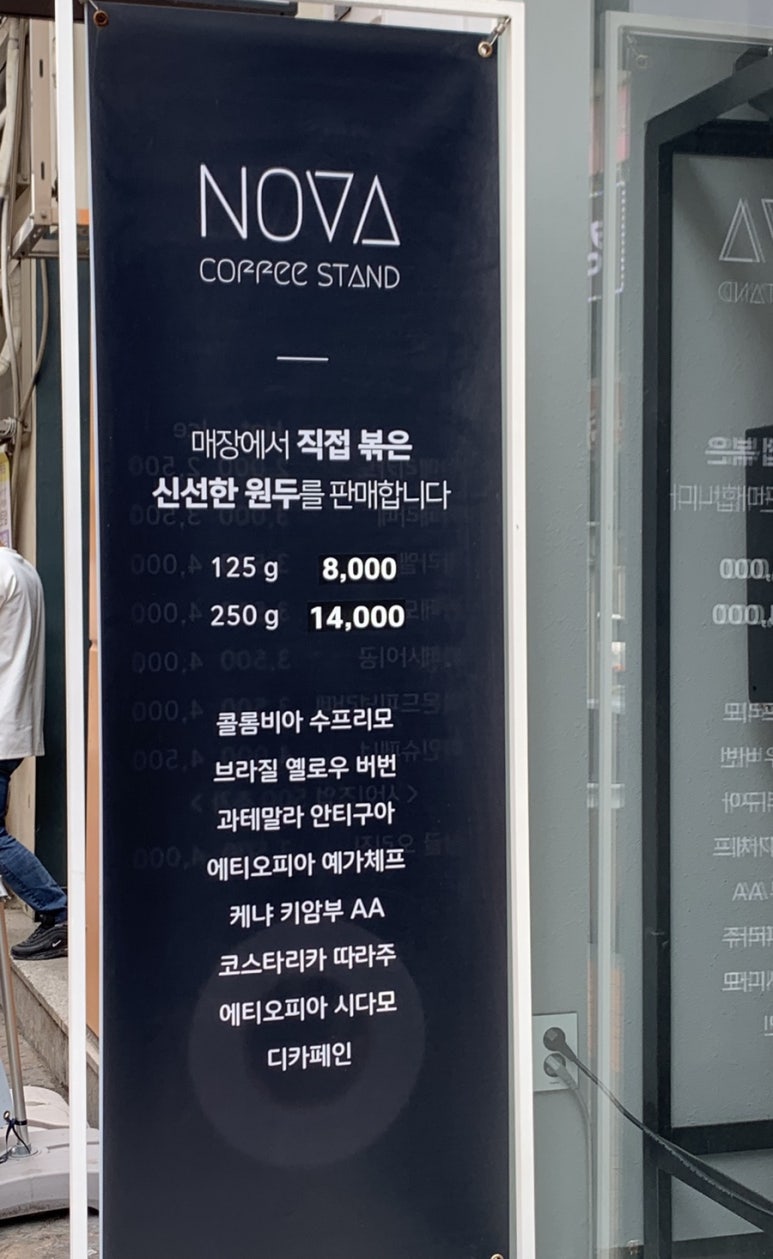 NOVA
COFFEE STAND
매장에서 직접 볶은
신선한 원두를 판매합니다
125 g 8,000
250 g 14,000
콜롬비아 수프리모
브라질 옐로우 버번
과테말라 안티구아
에티오피아 예가체프
케냐 키암부 AA
코스타리카 따라주
에티오피아 시다모
디카페인